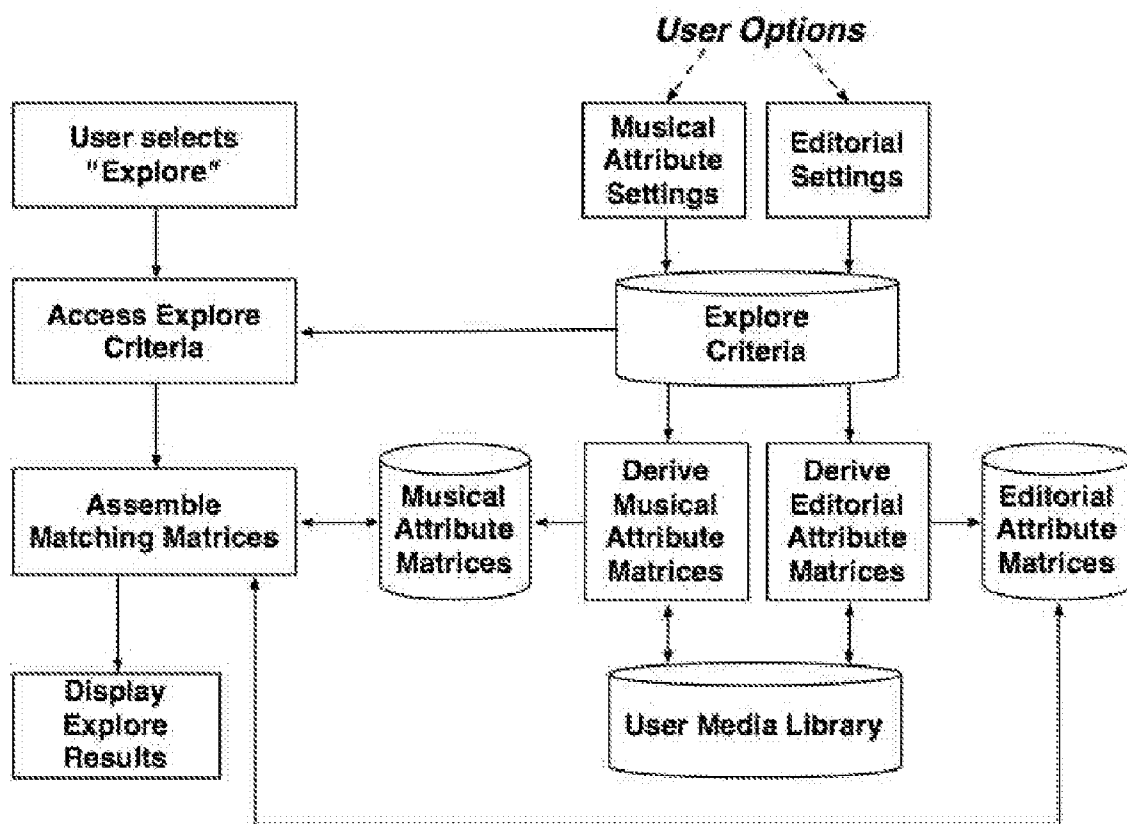 User Options
User selects
"Explore"
Musical
Attribute
Settings
Editorial
Settings
Access Explore
Criteria
Explore
Criteria
Assemble
Matching Matrices
Musical
Attribute
Matrices
Derive
Musical
Attribute
Matrices
Derive
Editorial
Attribute
Matrices
Editorial
Attribute
Matrices
Display
Explore
Results
User Media Library